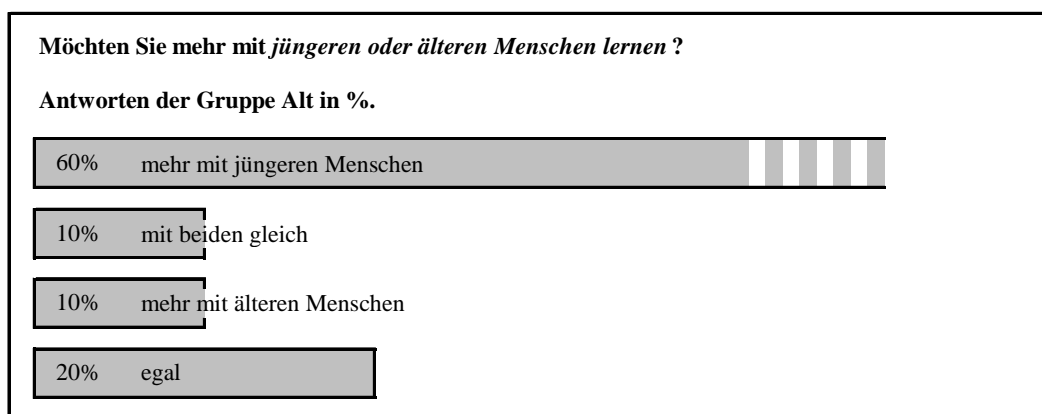 Möchten Sie mehr mit jüngeren oder älteren Menschen lernen ?
Antworten der Gruppe Alt in %.
60% mehr mit jüngeren Menschen
10% mit beiden gleich
10% mehr mit älteren Menschen
20% egal